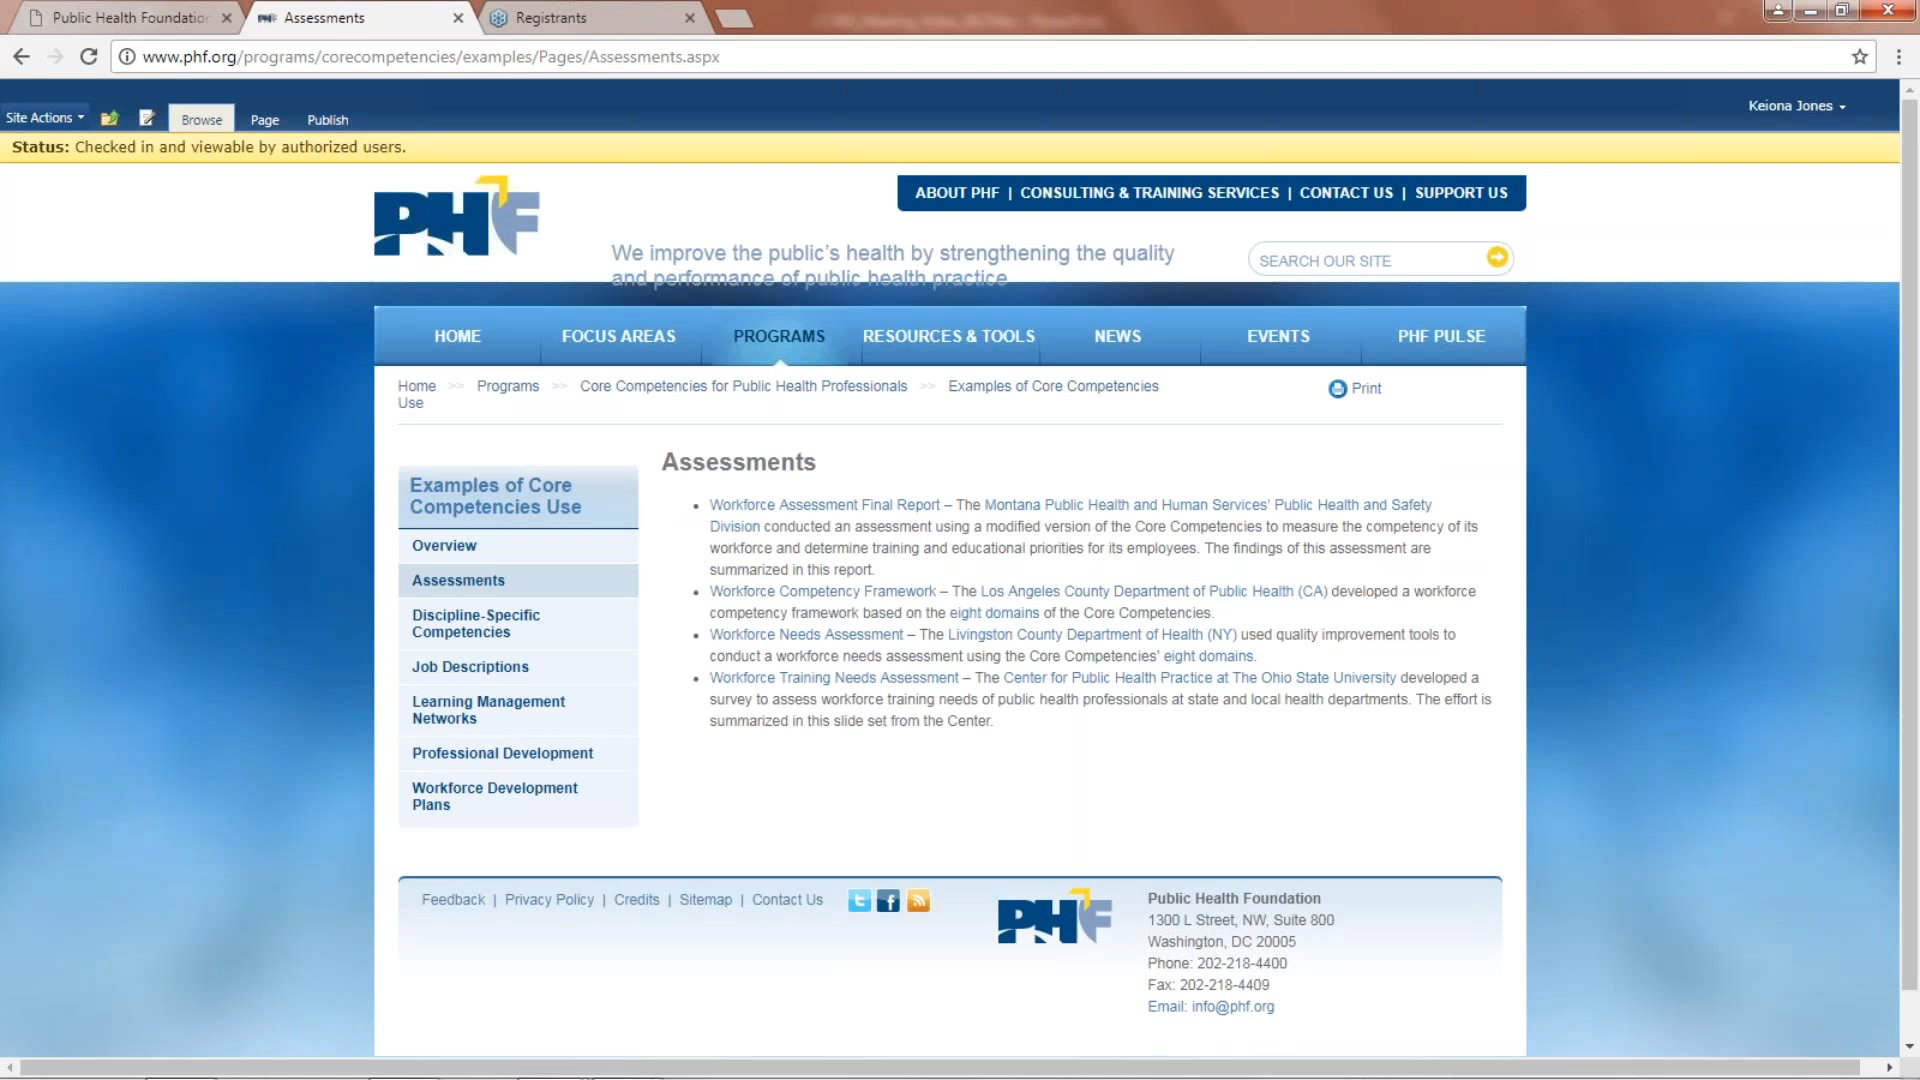 Public Health Foundation
Assessments
Registrants
www.phf.org/programs/corecompetencies/examples/Pages/Assessments.aspx
Site Actions
Browse
Page
Publish
Keiona Jones
Status: Checked in and viewable by authorized users.
PHF
ABOUT PHF | CONSULTING & TRAINING SERVICES | CONTACT US | SUPPORT US
We improve the public's health by strengthening the quality
and performance of public health practice
SEARCH OUR SITE
HOME
FOCUS AREAS
PROGRAMS
RESOURCES & TOOLS
NEWS
EVENTS
PHF PULSE
Home >> Programs >> Core Competencies for Public Health Professionals >> Examples of Core Competencies
Use
Print
Examples of Core
Competencies Use
Overview
Assessments
Discipline-Specific
Competencies
Job Descriptions
Learning Management
Networks
Professional Development
Workforce Development
Plans
Assessments
• Workforce Assessment Final Report – The Montana Public Health and Human Services' Public Health and Safety
Division conducted an assessment using a modified version of the Core Competencies to measure the competency of its
workforce and determine training and educational priorities for its employees. The findings of this assessment are
summarized in this report.
• Workforce Competency Framework – The Los Angeles County Department of Public Health (CA) developed a workforce
competency framework based on the eight domains of the Core Competencies.
• Workforce Needs Assessment – The Livingston County Department of Health (NY) used quality improvement tools to
conduct a workforce needs assessment using the Core Competencies' eight domains.
• Workforce Training Needs Assessment – The Center for Public Health Practice at The Ohio State University developed a
survey to assess workforce training needs of public health professionals at state and local health departments. The effort is
summarized in this slide set from the Center.
Feedback | Privacy Policy | Credits | Sitemap | Contact Us
PHF
Public Health Foundation
1300 L Street, NW, Suite 800
Washington, DC 20005
Phone: 202-218-4400
Fax: 202-218-4409
Email: info@phf.org